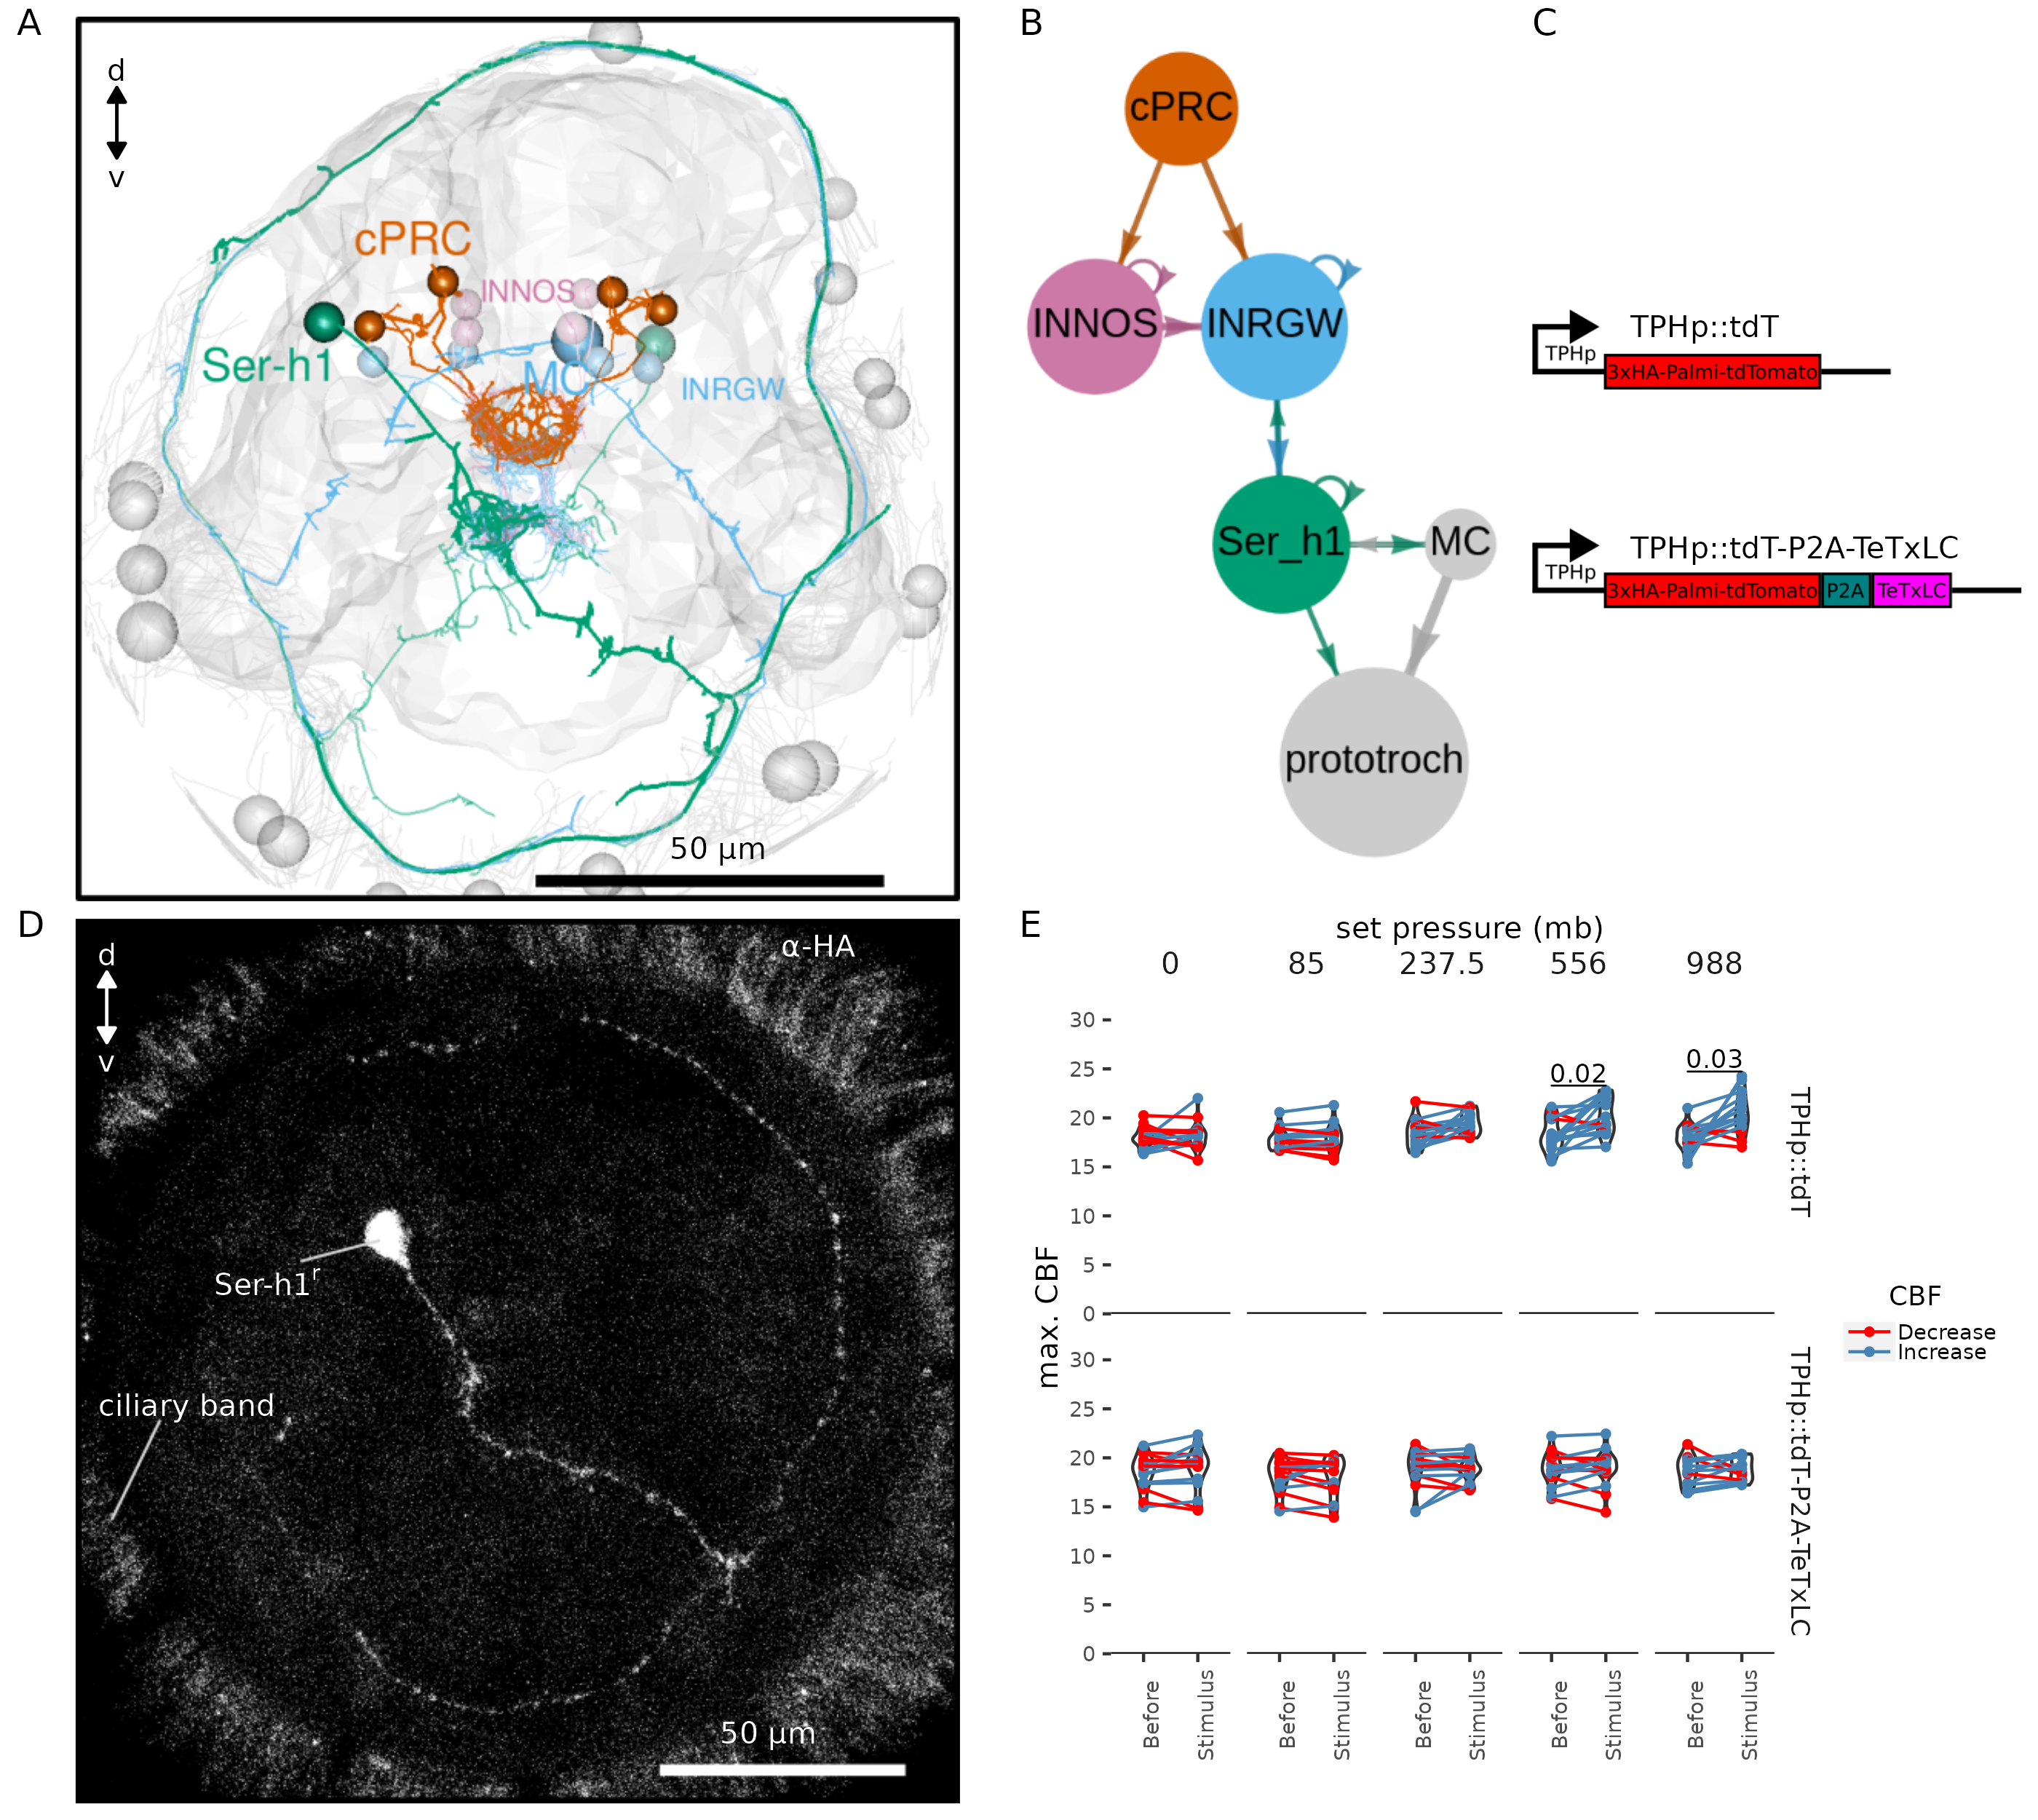 A
d
v
cPRC
INNOS
Ser-h1
MC
INRGW
50 µm
B
cPRC
INNOS
INRGW
Ser_h1
MC
prototroch
C
TPHp::tdT
TPHp
3xHA-Palmi-tdTomato
TPHp::tdT-P2A-TeTxLC
TPHp
3xHA-Palmi-tdTomato P2A TeTxLC
D
d
v
α-HA
Ser-h1r
ciliary band
50 µm
E
set pressure (mb)
0 85 237.5 556 988
max. CBF
30
25
20
15
10
5
0
0.02
0.03
TPHp::tdT
30
25
20
15
10
5
0
TPHp::tdT-P2A-TeTxLC
Before Stimulus Before Stimulus Before Stimulus Before Stimulus Before Stimulus
CBF
Decrease
Increase